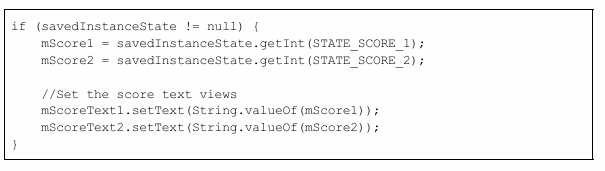 if (savedInstanceState != null) {
    mScore1 = savedInstanceState.getInt(STATE_SCORE_1);
    mScore2 = savedInstanceState.getInt(STATE_SCORE_2);

    //Set the score text views
    mScoreText1.setText(String.valueOf(mScore1));
    mScoreText2.setText(String.valueOf(mScore2));
}